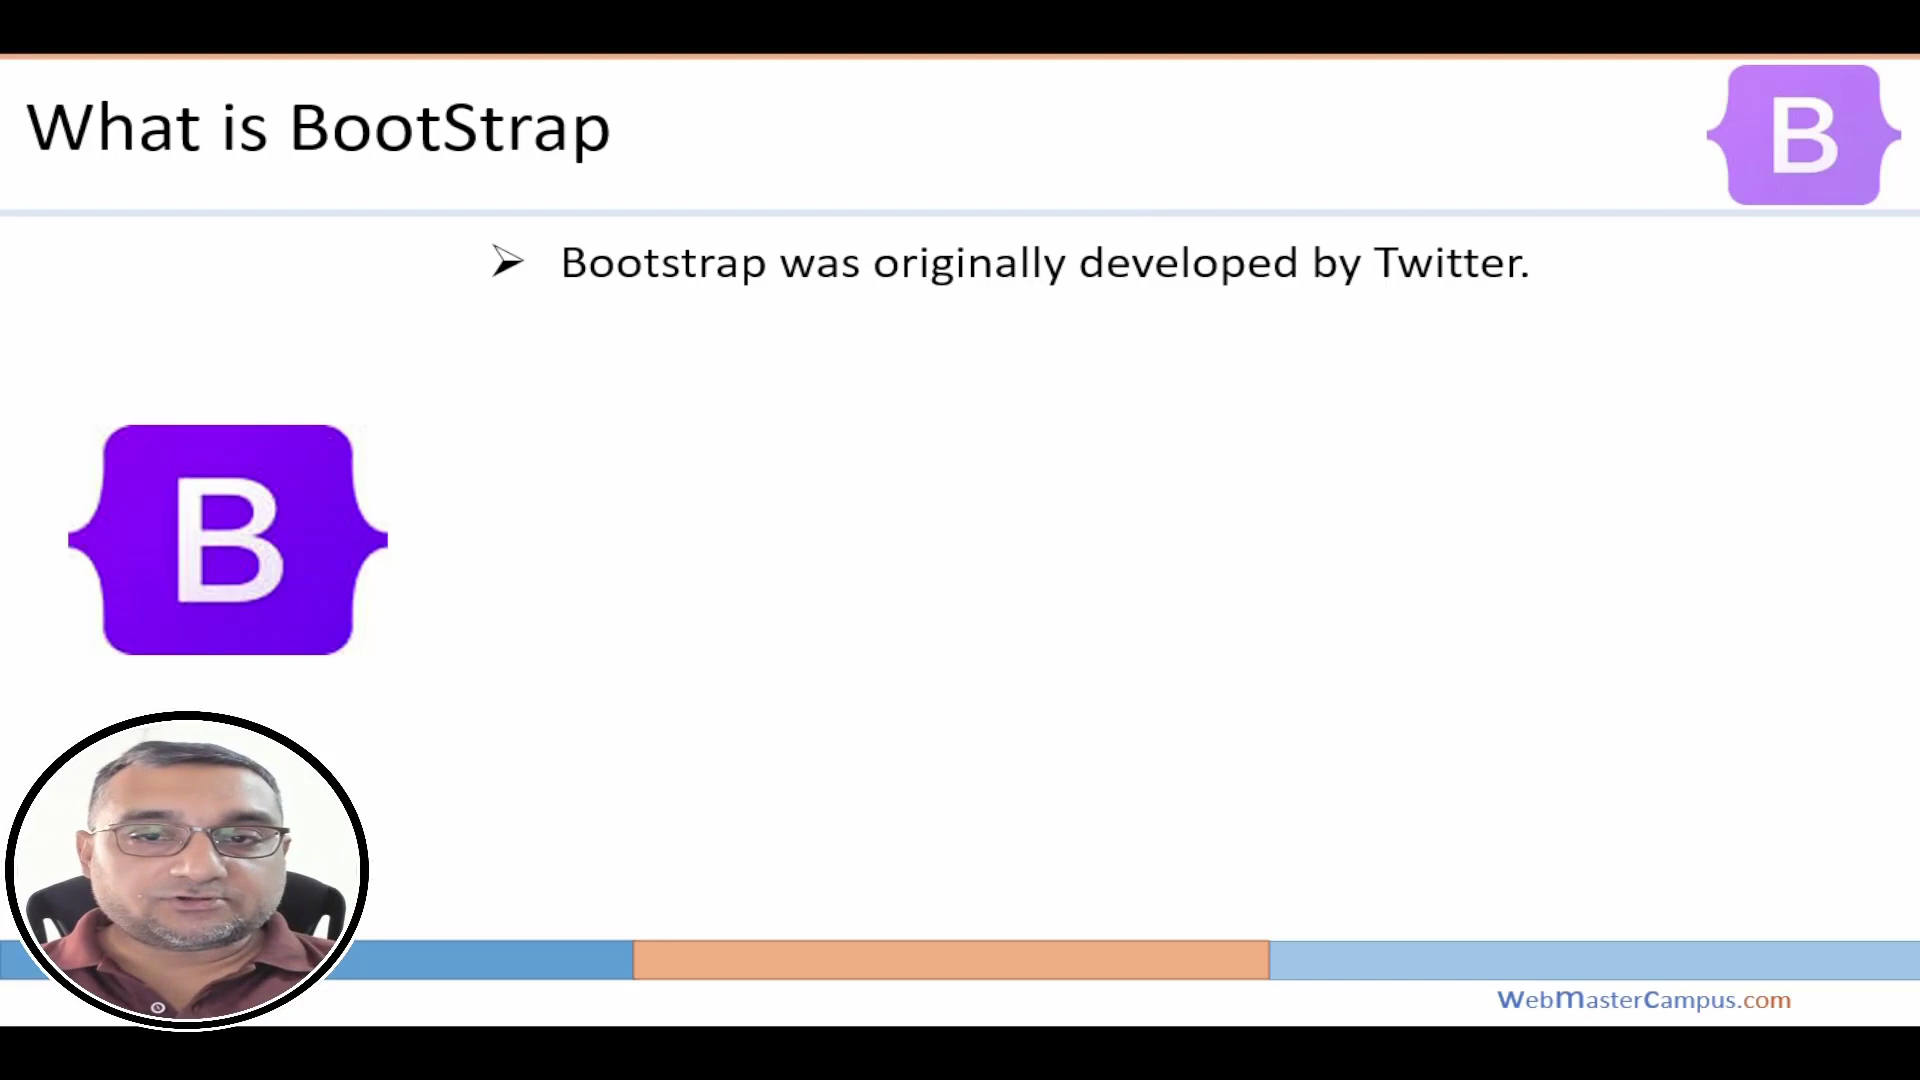 What is BootStrap
B
Bootstrap was originally developed by Twitter.
B
WebMasterCampus.com